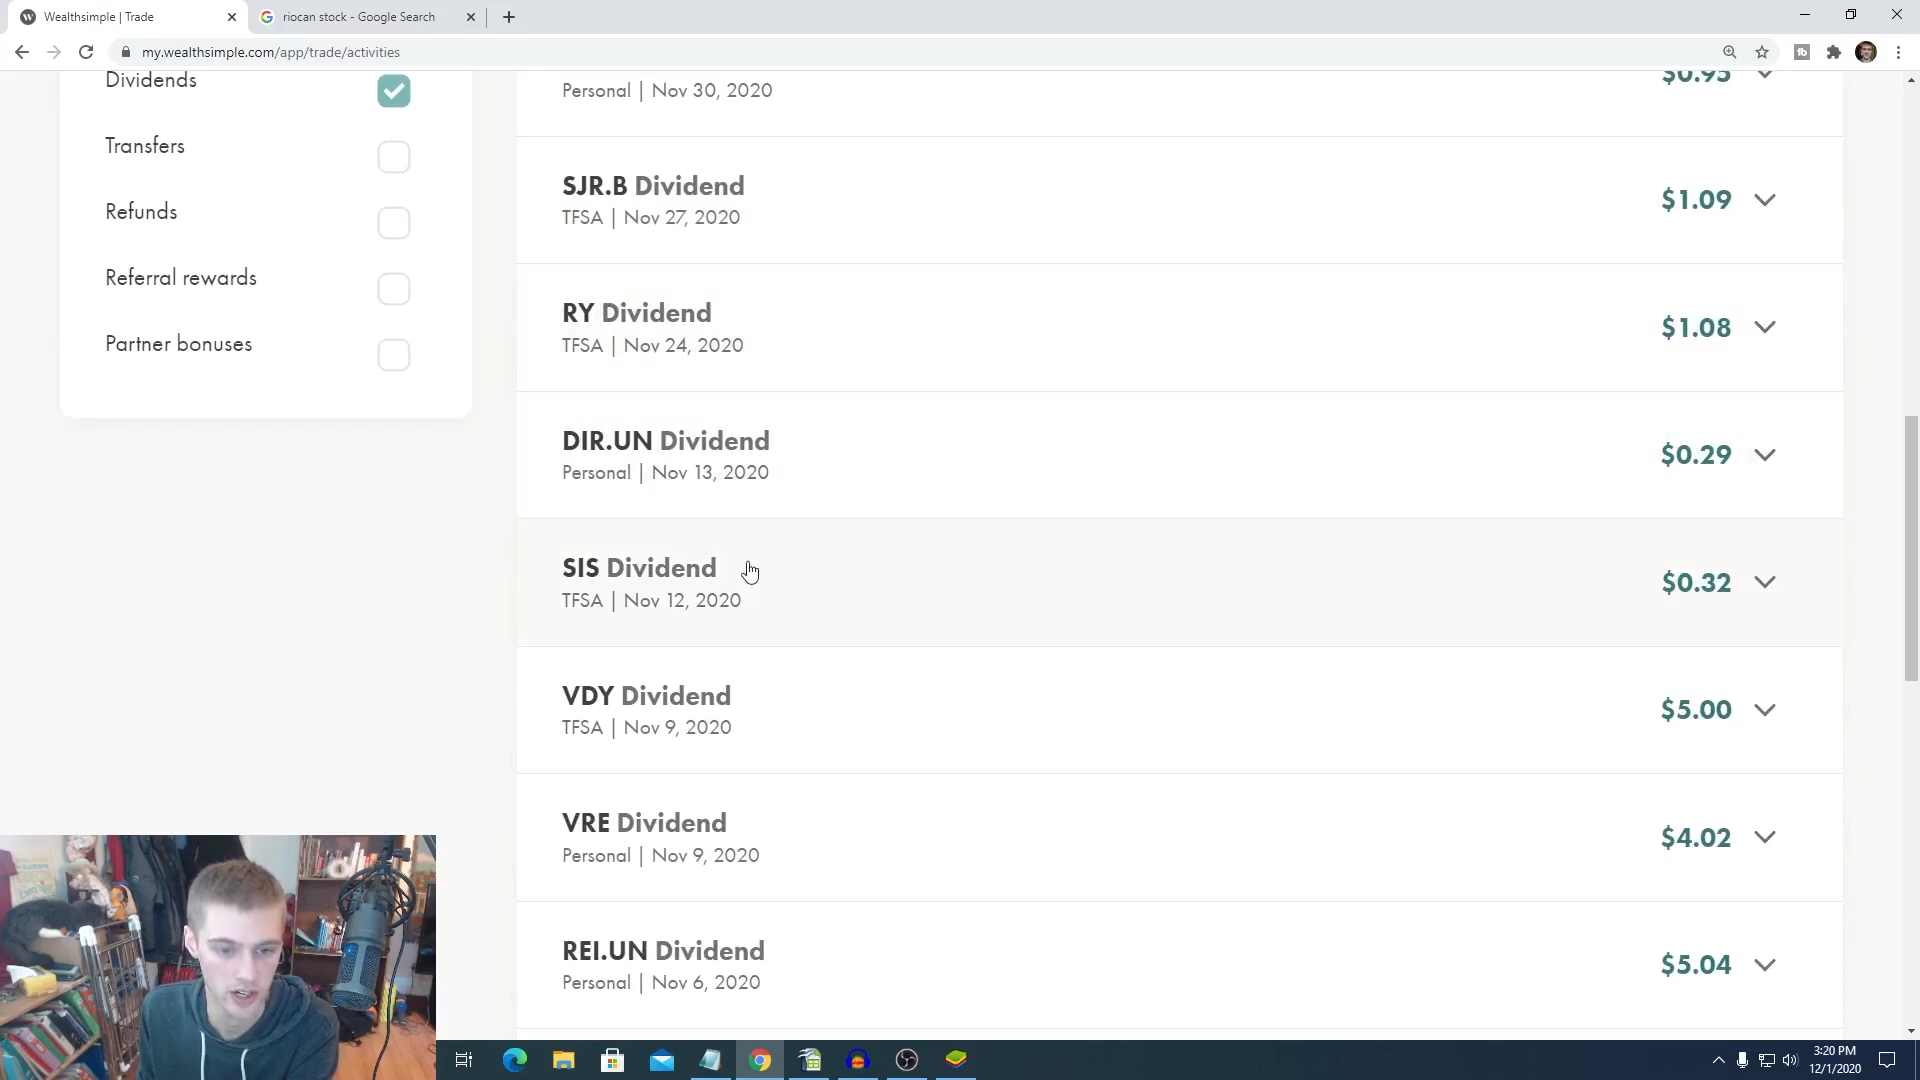 Wealthsimple | Trade
riocan stock - Google Search
my.wealthsimple.com/app/trade/activities
Dividends
Transfers
Refunds
Referral rewards
Partner bonuses
$0.95
Personal | Nov 30, 2020
SJR.B Dividend
TFSA | Nov 27, 2020
$1.09
RY Dividend
TFSA | Nov 24, 2020
$1.08
DIR.UN Dividend
Personal | Nov 13, 2020
$0.29
SIS Dividend
TFSA | Nov 12, 2020
$0.32
VDY Dividend
TFSA | Nov 9, 2020
$5.00
VRE Dividend
Personal | Nov 9, 2020
$4.02
REI.UN Dividend
Personal | Nov 6, 2020
$5.04
3:20 PM
12/1/2020